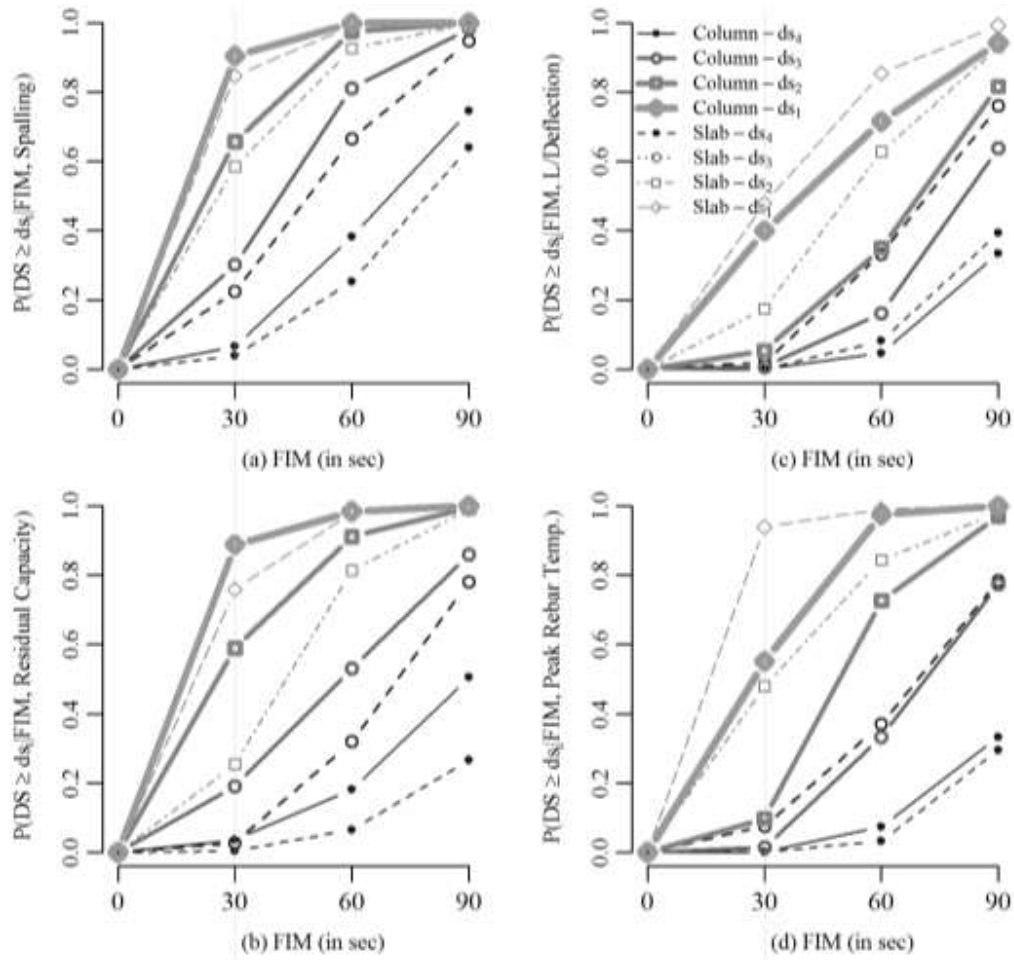 P(DS ≥ dsᵢ|FIM, Spalling)
1.0
0.8
0.6
0.4
0.2
0.0
0 30 60 90
(a) FIM (in sec)
P(DS ≥ dsᵢ|FIM, L/Deflection)
1.0
0.8
0.6
0.4
0.2
0.0
Column – ds₄
Column – ds₃
Column – ds₂
Column – ds₁
Slab – ds₄
Slab – ds₃
Slab – ds₂
Slab – ds₁
0 30 60 90
(c) FIM (in sec)
P(DS ≥ dsᵢ|FIM, Residual Capacity)
1.0
0.8
0.6
0.4
0.2
0.0
0 30 60 90
(b) FIM (in sec)
P(DS ≥ dsᵢ|FIM, Peak Rebar Temp.)
1.0
0.8
0.6
0.4
0.2
0.0
0 30 60 90
(d) FIM (in sec)